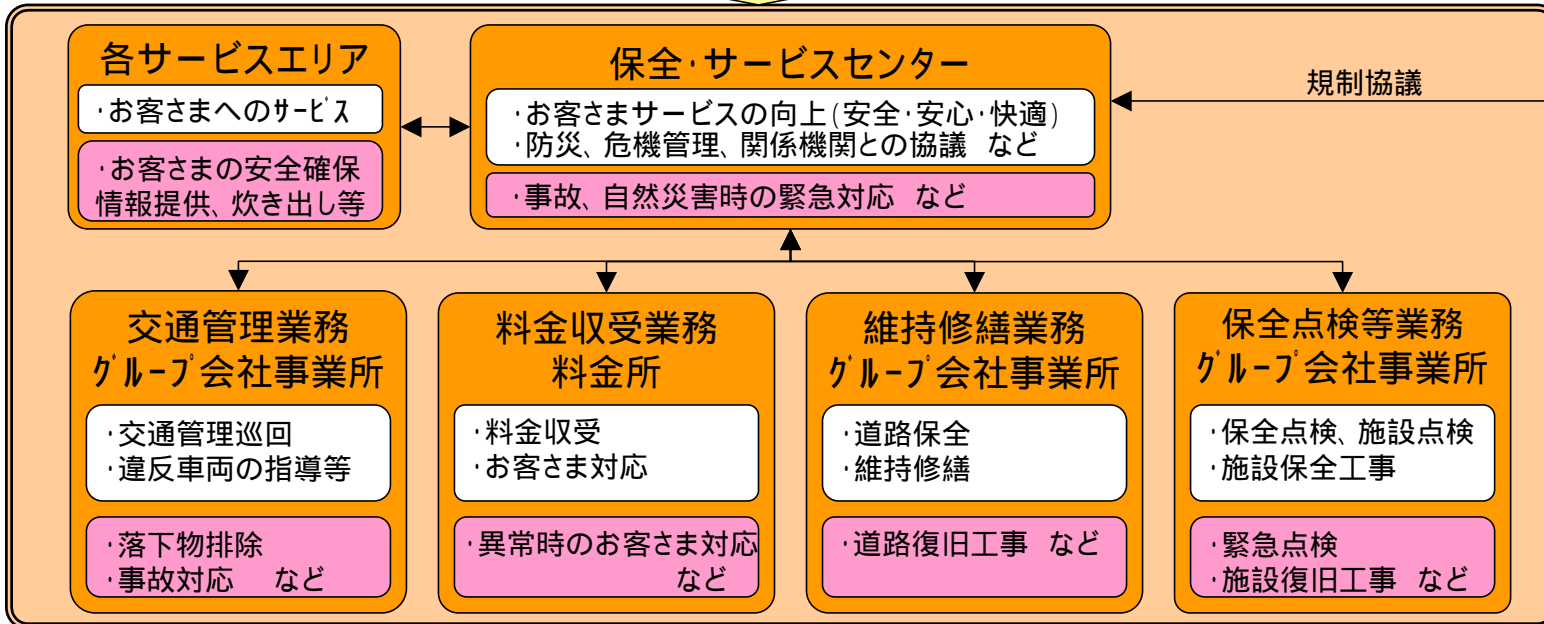 各サービスエリア
･お客さまへのｻｰﾋﾞｽ
･お客さまの安全確保
情報提供、炊き出し等
保全･サービスセンター
･お客さまサービスの向上(安全･安心･快適)
･防災、危機管理、関係機関との協議 など
･事故、自然災害時の緊急対応 など
規制協議
交通管理業務
ｸﾞﾙｰﾌﾟ会社事業所
･交通管理巡回
･違反車両の指導等
･落下物排除
･事故対応 など
料金収受業務
料金所
･料金収受
･お客さま対応
･異常時のお客さま対応
など
維持修繕業務
ｸﾞﾙｰﾌﾟ会社事業所
･道路保全
･維持修繕
･道路復旧工事 など
保全点検等業務
ｸﾞﾙｰﾌﾟ会社事業所
･保全点検、施設点検
･施設保全工事
･緊急点検
･施設復旧工事 など